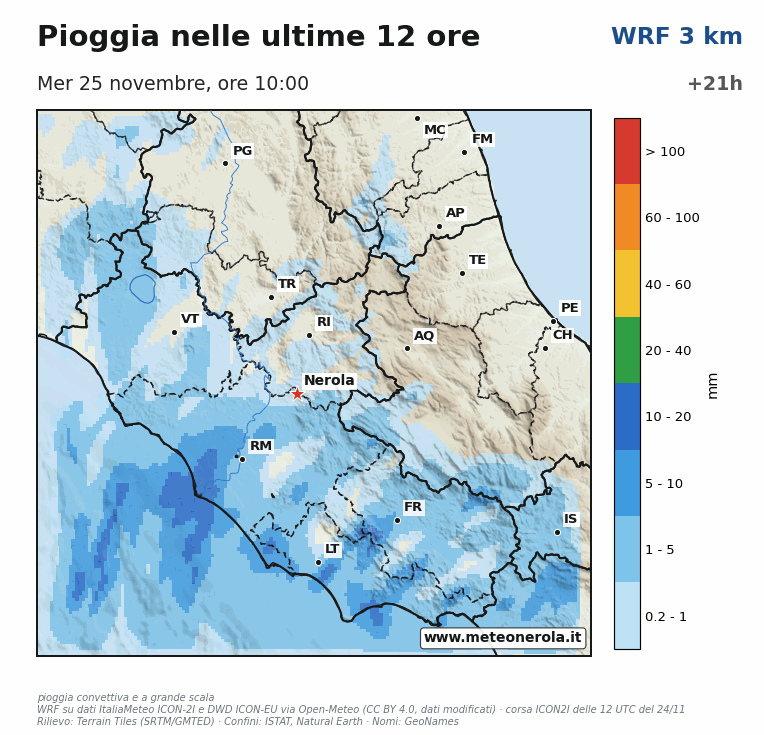 Pioggia nelle ultime 12 ore
WRF 3 km
Mer 25 novembre, ore 10:00
+21h
MC
FM
PG
AP
TE
TR
PE
VT
RI
CH
AQ
Nerola
RM
FR
IS
LT
www.meteonerola.it
> 100
60 - 100
40 - 60
20 - 40
10 - 20
5 - 10
1 - 5
0.2 - 1
mm
pioggia convettiva e a grande scala
WRF su dati ItaliaMeteo ICON-2I e DWD ICON-EU via Open-Meteo (CC BY 4.0, dati modificati) · corsa ICON2I delle 12 UTC del 24/11
Rilievo: Terrain Tiles (SRTM/GMTED) · Confini: ISTAT, Natural Earth · Nomi: GeoNames